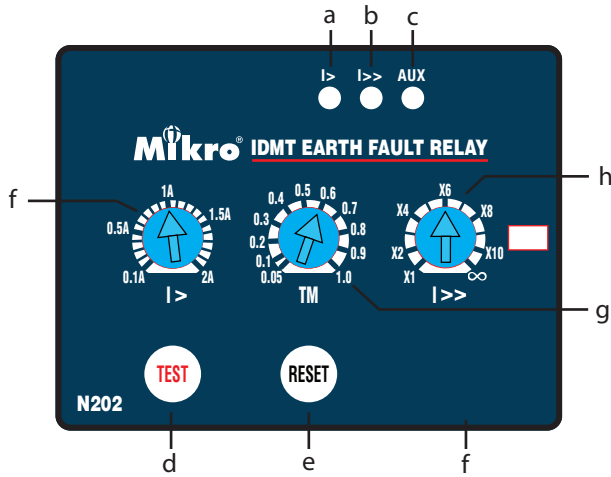 a b c
I> I>> AUX
Mikro® IDMT EARTH FAULT RELAY
f
h
0.1A 0.5A 1A 1.5A 2A
I >
0.05 0.1 0.2 0.3 0.4 0.5 0.6 0.7 0.8 0.9 1.0
TM
X1 X2 X4 X6 X8 X10 ∞
I >>
g
TEST RESET
N202
d e f